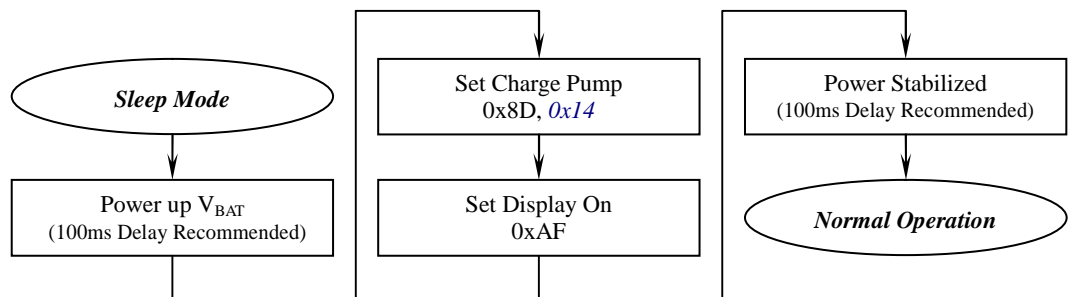 Sleep Mode
Power up VBAT
(100ms Delay Recommended)
Set Charge Pump
0x8D, 0x14
Set Display On
0xAF
Power Stabilized
(100ms Delay Recommended)
Normal Operation